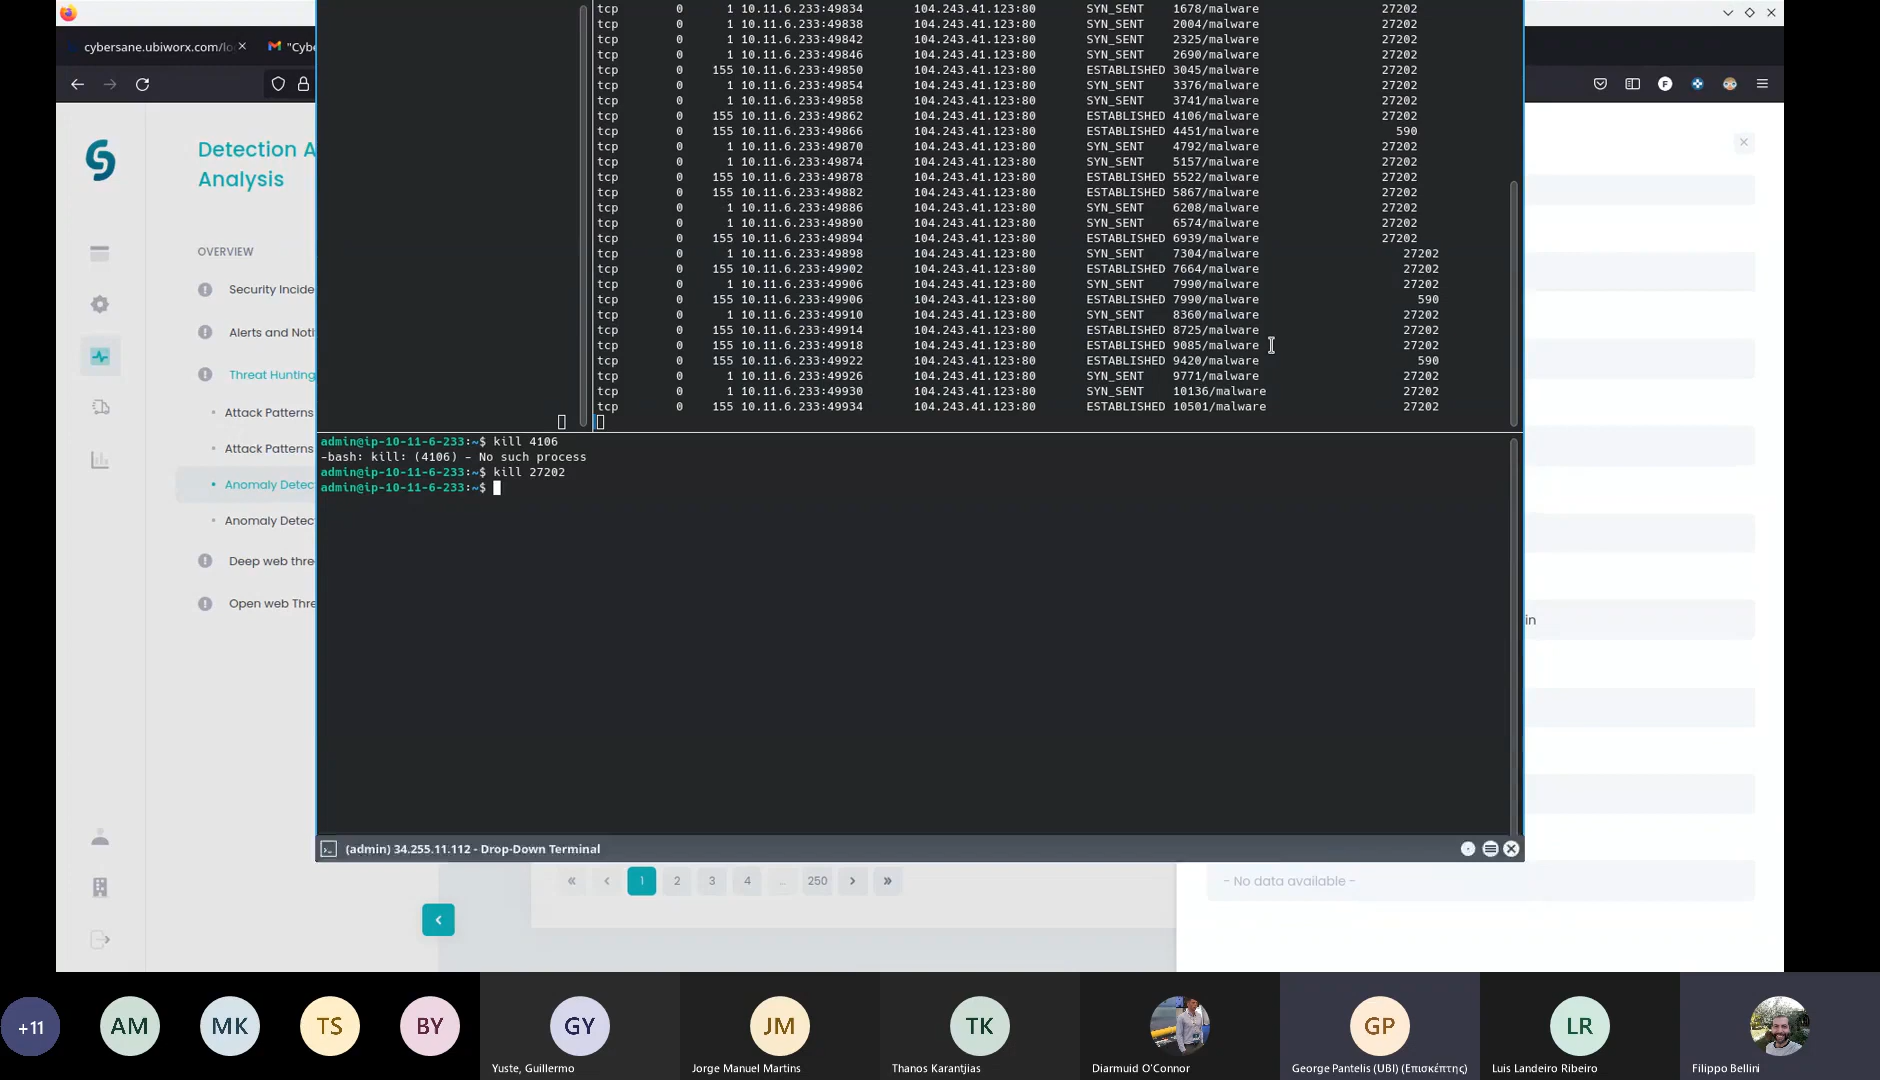 cybersane.ubiworx.com/lo
"Cybe
Detection A
Analysis
OVERVIEW
Security Incide
Alerts and Noti
Threat Hunting
Attack Patterns
Attack Patterns
Anomaly Detec
Anomaly Detec
Deep web thre
Open web Thre
tcp 0 1 10.11.6.233:49834 104.243.41.123:80 SYN_SENT 1678/malware 27202
tcp 0 1 10.11.6.233:49838 104.243.41.123:80 SYN_SENT 2004/malware 27202
tcp 0 1 10.11.6.233:49842 104.243.41.123:80 SYN_SENT 2325/malware 27202
tcp 0 1 10.11.6.233:49846 104.243.41.123:80 SYN_SENT 2690/malware 27202
tcp 0 155 10.11.6.233:49850 104.243.41.123:80 ESTABLISHED 3045/malware 27202
tcp 0 1 10.11.6.233:49854 104.243.41.123:80 SYN_SENT 3376/malware 27202
tcp 0 1 10.11.6.233:49858 104.243.41.123:80 SYN_SENT 3741/malware 27202
tcp 0 155 10.11.6.233:49862 104.243.41.123:80 ESTABLISHED 4106/malware 27202
tcp 0 155 10.11.6.233:49866 104.243.41.123:80 ESTABLISHED 4451/malware 590
tcp 0 1 10.11.6.233:49870 104.243.41.123:80 SYN_SENT 4792/malware 27202
tcp 0 1 10.11.6.233:49874 104.243.41.123:80 SYN_SENT 5157/malware 27202
tcp 0 155 10.11.6.233:49878 104.243.41.123:80 ESTABLISHED 5522/malware 27202
tcp 0 155 10.11.6.233:49882 104.243.41.123:80 ESTABLISHED 5867/malware 27202
tcp 0 1 10.11.6.233:49886 104.243.41.123:80 SYN_SENT 6208/malware 27202
tcp 0 1 10.11.6.233:49890 104.243.41.123:80 SYN_SENT 6574/malware 27202
tcp 0 155 10.11.6.233:49894 104.243.41.123:80 ESTABLISHED 6939/malware 27202
tcp 0 1 10.11.6.233:49898 104.243.41.123:80 SYN_SENT 7304/malware 27202
tcp 0 155 10.11.6.233:49902 104.243.41.123:80 ESTABLISHED 7664/malware 27202
tcp 0 1 10.11.6.233:49906 104.243.41.123:80 SYN_SENT 7990/malware 27202
tcp 0 155 10.11.6.233:49906 104.243.41.123:80 ESTABLISHED 7990/malware 590
tcp 0 1 10.11.6.233:49910 104.243.41.123:80 SYN_SENT 8360/malware 27202
tcp 0 155 10.11.6.233:49914 104.243.41.123:80 ESTABLISHED 8725/malware 27202
tcp 0 155 10.11.6.233:49918 104.243.41.123:80 ESTABLISHED 9085/malware 27202
tcp 0 155 10.11.6.233:49922 104.243.41.123:80 ESTABLISHED 9420/malware 590
tcp 0 1 10.11.6.233:49926 104.243.41.123:80 SYN_SENT 9771/malware 27202
tcp 0 1 10.11.6.233:49930 104.243.41.123:80 SYN_SENT 10136/malware 27202
tcp 0 155 10.11.6.233:49934 104.243.41.123:80 ESTABLISHED 10501/malware 27202
admin@ip-10-11-6-233:~$ kill 4106
-bash: kill: (4106) - No such process
admin@ip-10-11-6-233:~$ kill 27202
admin@ip-10-11-6-233:~$
in
(admin) 34.255.11.112 - Drop-Down Terminal
« ‹ 1 2 3 4 .. 250 › »
- No data available -
+11
AM
MK
TS
BY
GY
JM
TK
GP
LR
Yuste, Guillermo
Jorge Manuel Martins
Thanos Karantjias
Diarmuid O'Connor
George Pantelis (UBI) (Επισκέπτης)
Luis Landeiro Ribeiro
Filippo Bellini